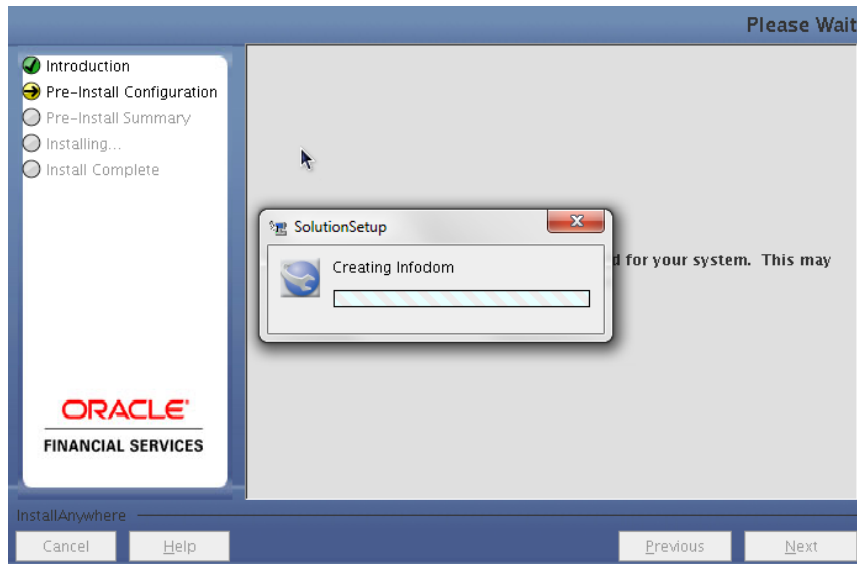 Please Wait
Introduction
Pre-Install Configuration
Pre-Install Summary
Installing...
Install Complete
SolutionSetup
Creating Infodom
for your system. This may
ORACLE
FINANCIAL SERVICES
InstallAnywhere
Cancel
Help
Previous
Next